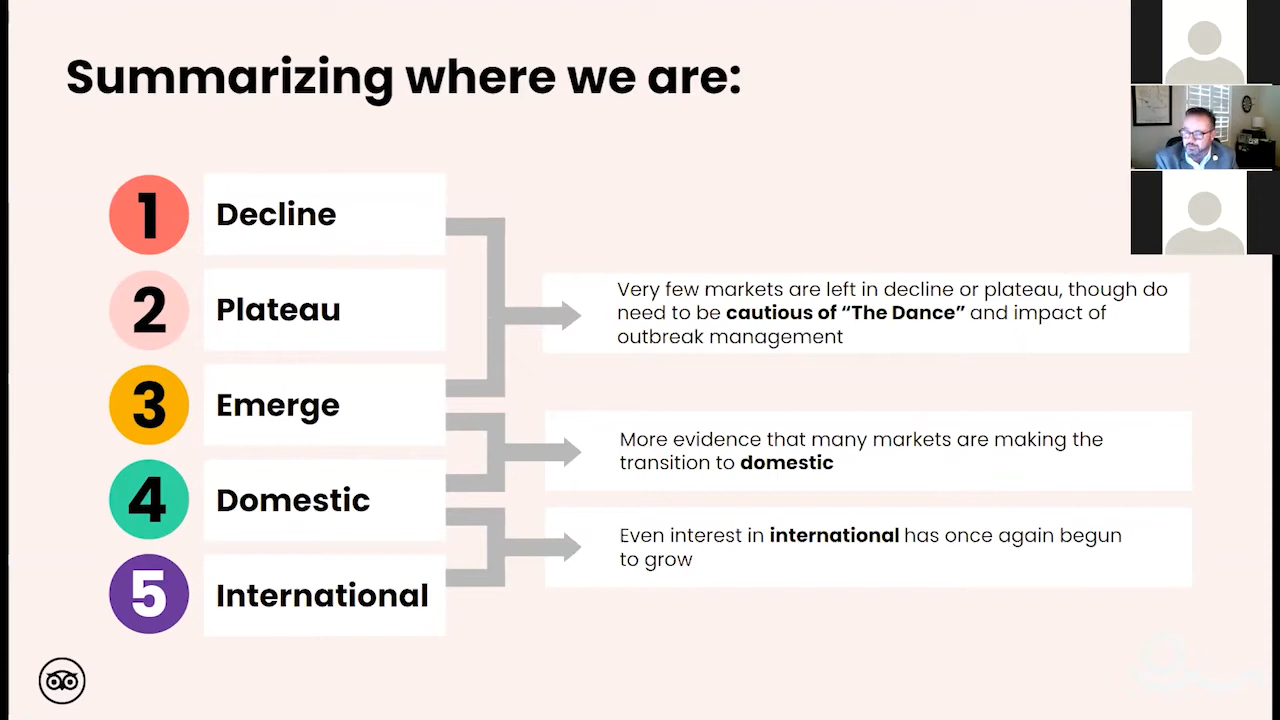 Summarizing where we are:
1
Decline
2
Plateau
3
Emerge
4
Domestic
5
International
Very few markets are left in decline or plateau, though do
need to be cautious of “The Dance” and impact of
outbreak management
More evidence that many markets are making the
transition to domestic
Even interest in international has once again begun
to grow